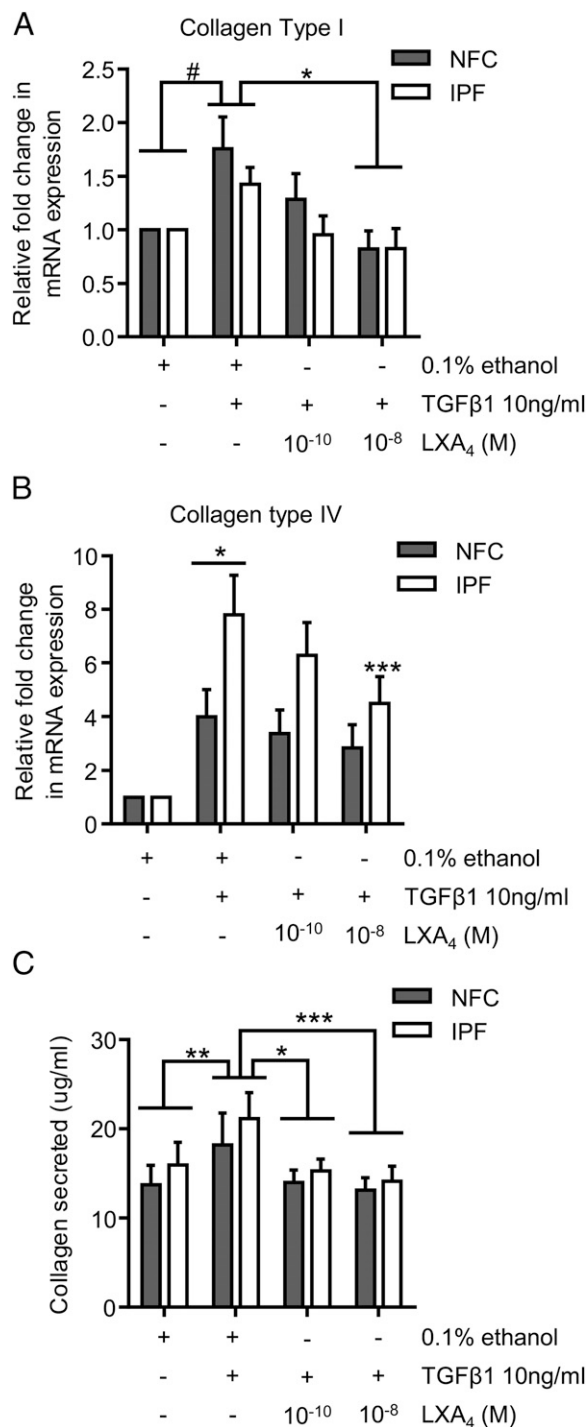 A
Collagen Type I
NFC
IPF
#
*
Relative fold change in
mRNA expression
2.5
2.0
1.5
1.0
0.5
0.0
+ + - - 0.1% ethanol
- + + + TGFβ1 10ng/ml
- - 10⁻¹⁰ 10⁻⁸ LXA₄ (M)
B
Collagen type IV
NFC
IPF
*
***
Relative fold change
in mRNA expression
10
8
6
4
2
0
+ + - - 0.1% ethanol
- + + + TGFβ1 10ng/ml
- - 10⁻¹⁰ 10⁻⁸ LXA₄ (M)
C
NFC
IPF
**
***
*
Collagen secreted (ug/ml)
30
20
10
0
+ + - - 0.1% ethanol
- + + + TGFβ1 10ng/ml
- - 10⁻¹⁰ 10⁻⁸ LXA₄ (M)